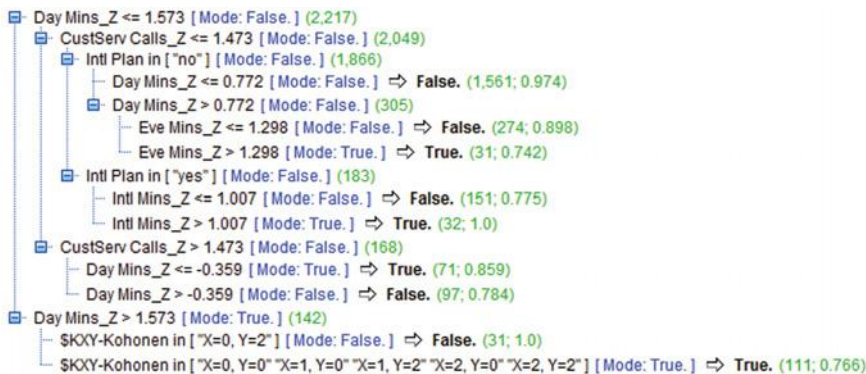 Day Mins_Z <= 1.573 [Mode: False.] (2,217)
CustServ Calls_Z <= 1.473 [Mode: False.] (2,049)
Intl Plan in ["no"] [Mode: False.] (1,866)
Day Mins_Z <= 0.772 [Mode: False.] ⇨ False. (1,561; 0.974)
Day Mins_Z > 0.772 [Mode: False.] (305)
Eve Mins_Z <= 1.298 [Mode: False.] ⇨ False. (274; 0.898)
Eve Mins_Z > 1.298 [Mode: True.] ⇨ True. (31; 0.742)
Intl Plan in ["yes"] [Mode: False.] (183)
Intl Mins_Z <= 1.007 [Mode: False.] ⇨ False. (151; 0.775)
Intl Mins_Z > 1.007 [Mode: True.] ⇨ True. (32; 1.0)
CustServ Calls_Z > 1.473 [Mode: False.] (168)
Day Mins_Z <= -0.359 [Mode: True.] ⇨ True. (71; 0.859)
Day Mins_Z > -0.359 [Mode: False.] ⇨ False. (97; 0.784)
Day Mins_Z > 1.573 [Mode: True.] (142)
$KXY-Kohonen in ["X=0, Y=2"] [Mode: False.] ⇨ False. (31; 1.0)
$KXY-Kohonen in ["X=0, Y=0" "X=1, Y=0" "X=1, Y=2" "X=2, Y=0" "X=2, Y=2"] [Mode: True.] ⇨ True. (111; 0.766)